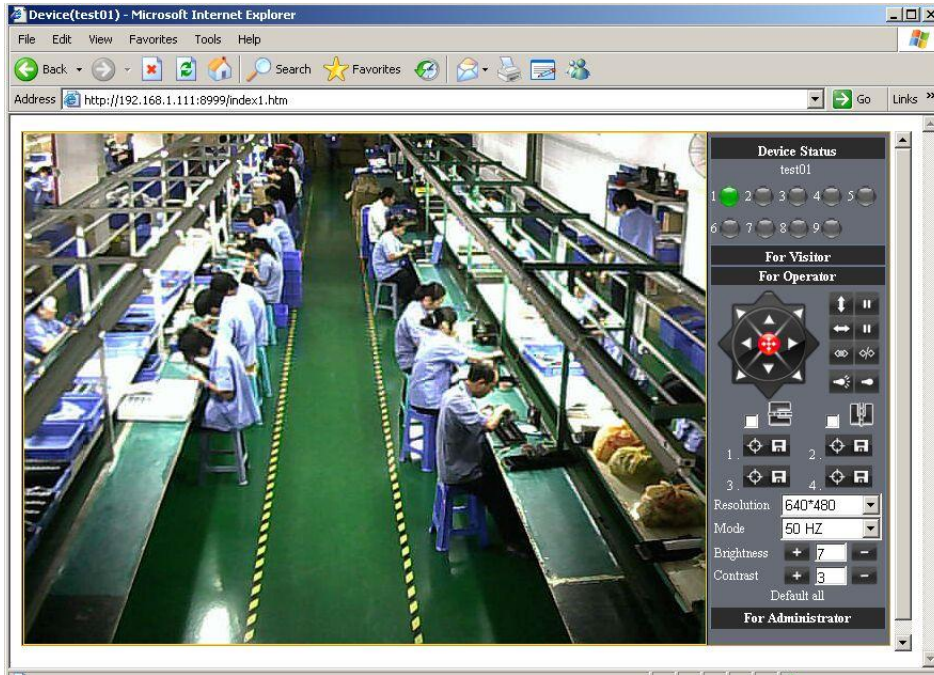 Device(test01) - Microsoft Internet Explorer
File Edit View Favorites Tools Help
Back Search Favorites
Address http://192.168.1.111:8999/index1.htm Go Links »
Device Status
test01
1 2 3 4 5
6 7 8 9
For Visitor
For Operator
1. 2.
3. 4.
Resolution 640*480
Mode 50 HZ
Brightness + 7 -
Contrast + 3 -
Default all
For Administrator